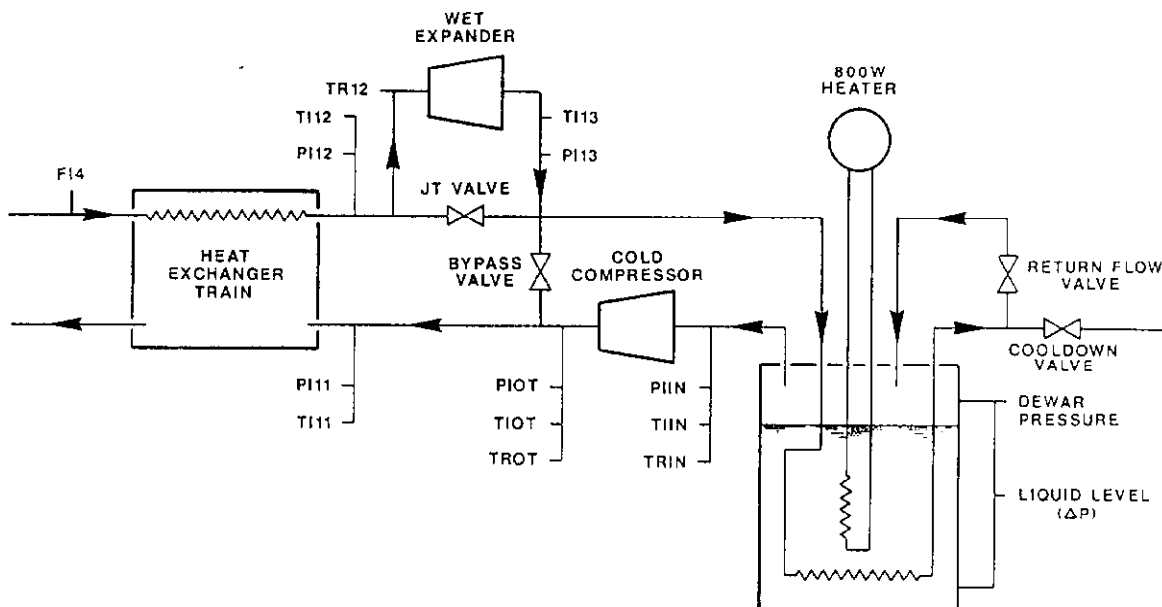 WET
EXPANDER
800W
HEATER
TR12
TI12
TI13
PI12
PI13
FI4
JT VALVE
HEAT
EXCHANGER
TRAIN
BYPASS
VALVE
COLD
COMPRESSOR
RETURN FLOW
VALVE
COOLDOWN
VALVE
PI11
TI11
PIOT
TIOT
TROT
PIIN
TIIN
TRIN
DEWAR
PRESSURE
LIQUID LEVEL
(ΔP)